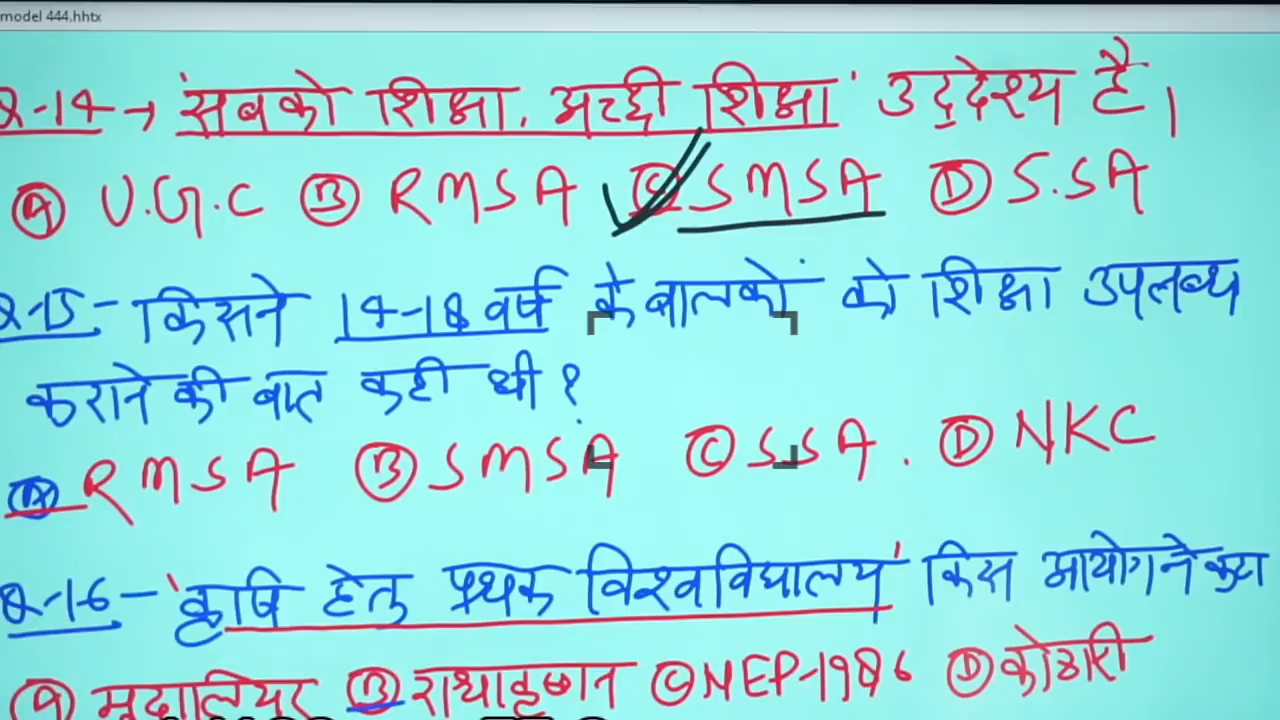 model 444.hhtx
Q-14→ 'सबको शिक्षा, अच्छी शिक्षा' उद्देश्य है।
Ⓐ U.G.C Ⓑ RMSA Ⓒ SMSA Ⓓ S.SA
Q-15- किसने 14-18 वर्ष के बालकों को शिक्षा उपलब्ध
कराने की बात कही थी?
Ⓐ RMSA Ⓑ SMSA Ⓒ SSA. Ⓓ NKC
Q-16- 'कृषि हेतु प्रथक विश्वविद्यालय' किस आयोग ने कहा
Ⓐ मुदालियर Ⓑ राधाकृष्णन Ⓒ NEP-1986 Ⓓ कोठारी